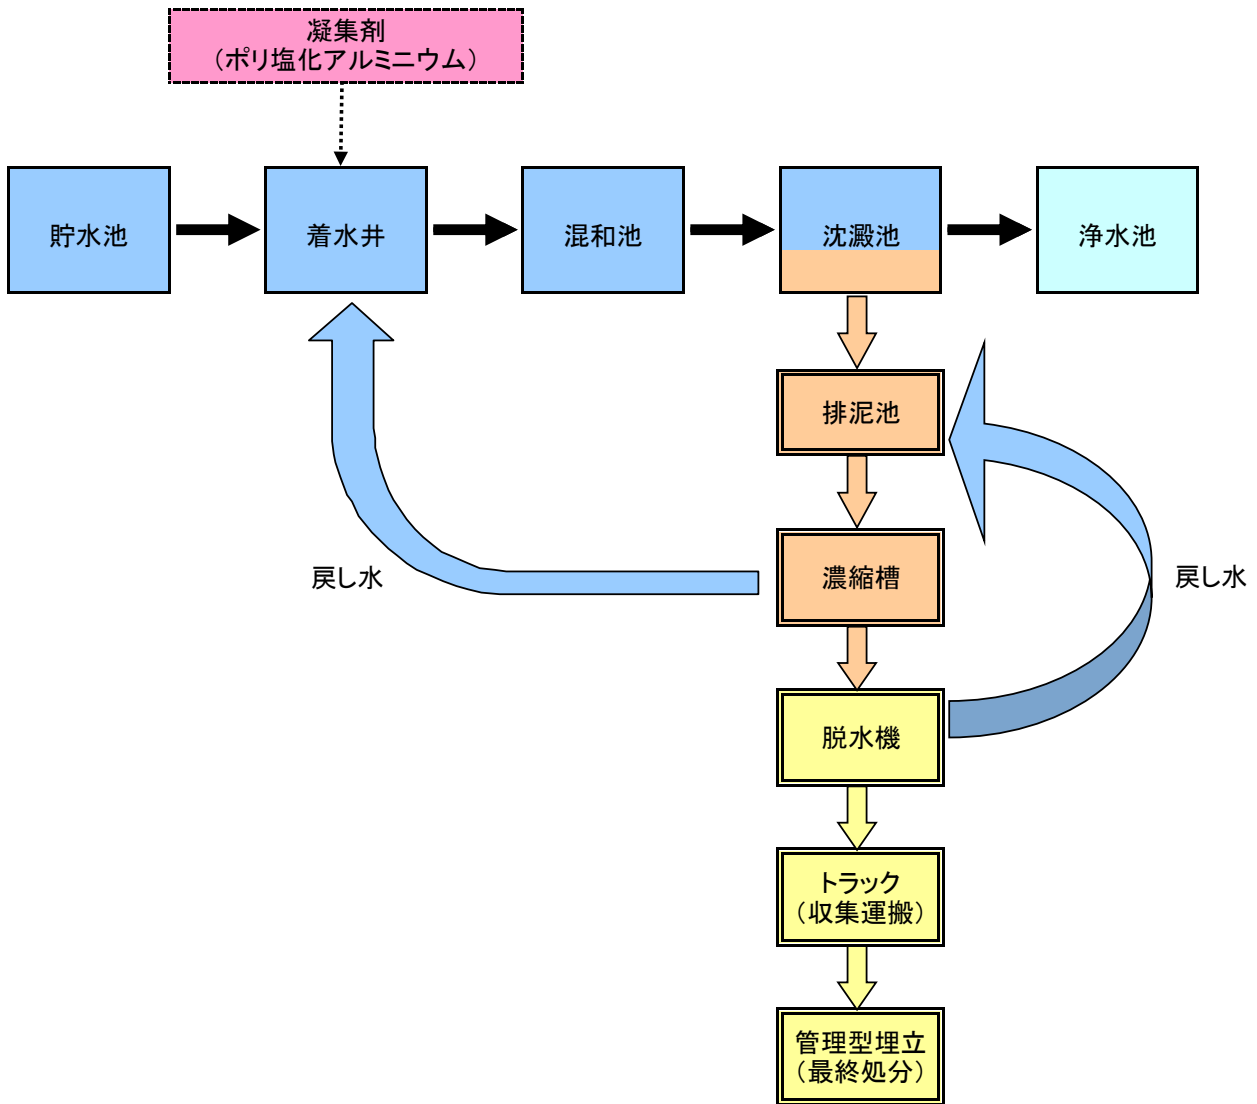 凝集剤
（ポリ塩化アルミニウム）
貯水池
着水井
混和池
沈澱池
浄水池
排泥池
濃縮槽
戻し水
戻し水
脱水機
トラック
（収集運搬）
管理型埋立
（最終処分）